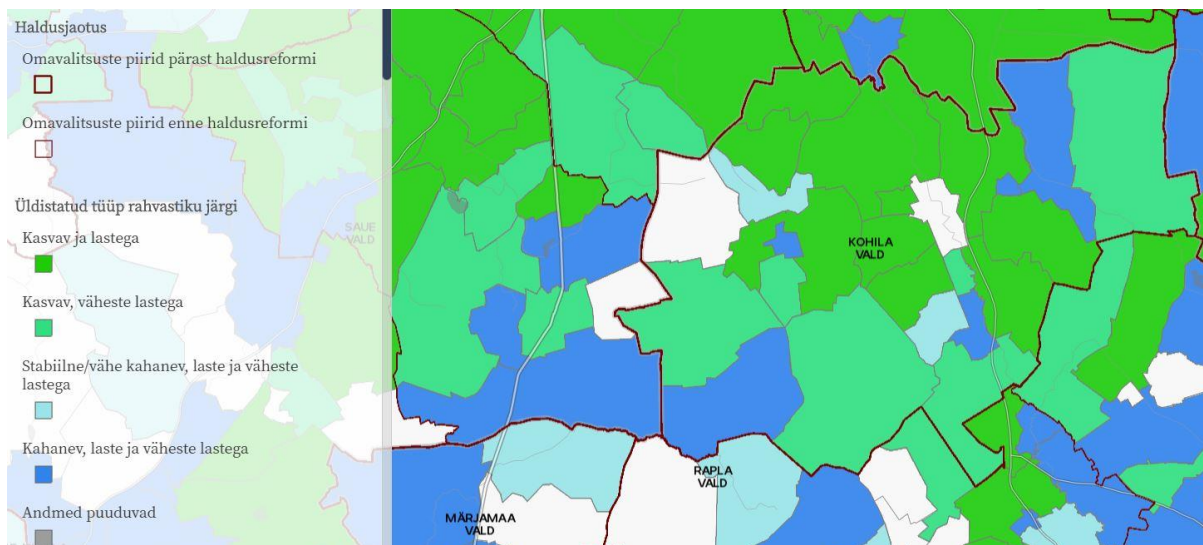 Haldusjaotus
Omavalitsuste piirid pärast haldusreformi
Omavalitsuste piirid enne haldusreformi
Üldistatud tüüp rahvastiku järgi
SAUE
VALD
Kasvav ja lastega
KOHILA
VALD
Kasvav, väheste lastega
Stabiilne/vähe kahanev, laste ja väheste
lastega
Kahanev, laste ja väheste lastega
RAPLA
VALD
Andmed puuduvad
MÄRJAMAA
VALD